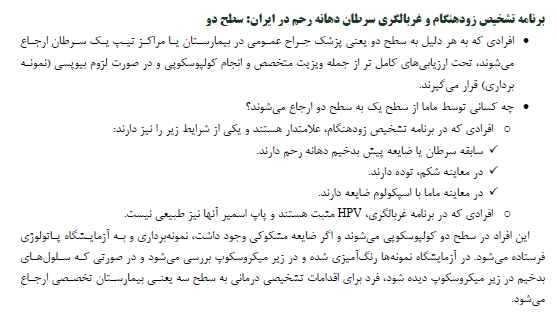 برنامه تشخیص زودهنگام و غربالگری سرطان دهانه رحم در ایران: سطح دو
• افرادی که به هر دلیل به سطح دو یعنی پزشک جراح عمومی در بیمارستان یا مراکز تیپ یک سرطان ارجاع
می‌شوند، تحت ارزیابی‌های کامل تر از جمله ویزیت متخصص و انجام کولپوسکوپی و در صورت لزوم بیوپسی (نمونه
برداری) قرار می‌گیرند.
• چه کسانی توسط ماما از سطح یک به سطح دو ارجاع می‌شوند؟
○ افرادی که در برنامه تشخیص زودهنگام، علامتدار هستند و یکی از شرایط زیر را نیز دارند:
✓ سابقه سرطان یا ضایعه پیش بدخیم دهانه رحم دارند.
✓ در معاینه شکم، توده دارند.
✓ در معاینه ماما با اسپکولوم ضایعه دارند.
○ افرادی که در برنامه غربالگری، HPV مثبت هستند و پاپ اسمیر آنها نیز طبیعی نیست.
این افراد در سطح دو کولپوسکوپی می‌شوند و اگر ضایعه مشکوکی وجود داشت، نمونه‌برداری و به آزمایشگاه پاتولوژی
فرستاده می‌شود. در آزمایشگاه نمونه‌ها رنگ‌آمیزی شده و در زیر میکروسکوپ بررسی می‌شود و در صورتی که سلول‌های
بدخیم در زیر میکروسکوپ دیده شود، فرد برای اقدامات تشخیصی درمانی به سطح سه یعنی بیمارستان تخصصی ارجاع
می‌شود.